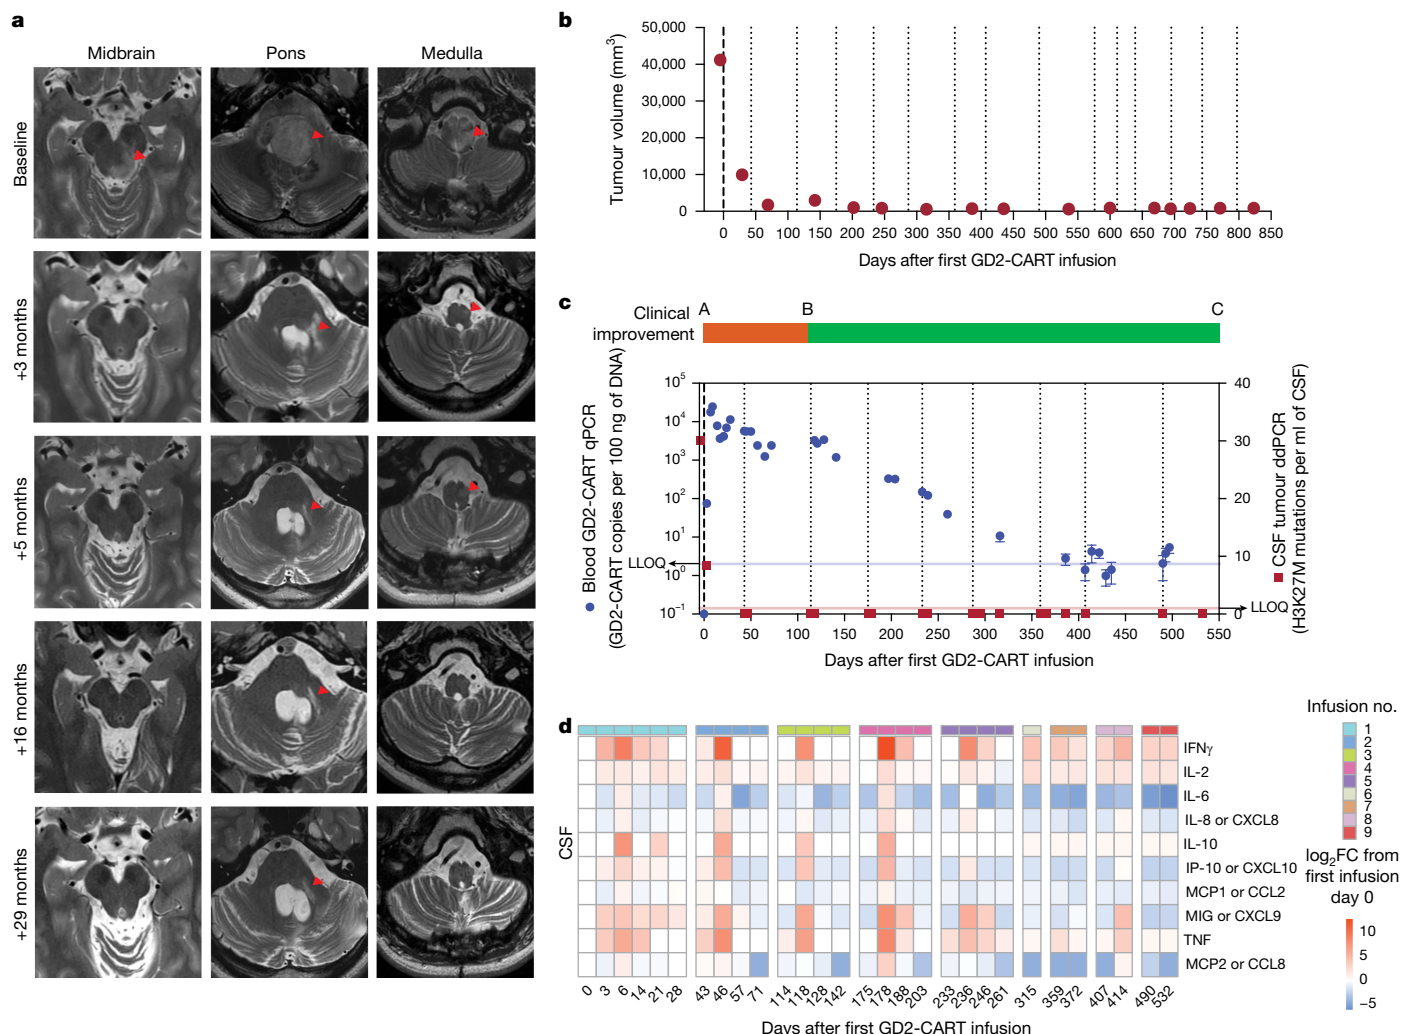 a
Midbrain
Pons
Medulla
Baseline
+3 months
+5 months
+16 months
+29 months
b
Tumour volume (mm³)
50,000
40,000
30,000
20,000
10,000
0
0 50 100 150 200 250 300 350 400 450 500 550 600 650 700 750 800 850
Days after first GD2-CART infusion
c
Clinical
improvement
A
B
C
Blood GD2-CART qPCR
(GD2-CART copies per 100 ng of DNA)
10⁵
10⁴
10³
10²
10¹
10⁰
10⁻¹
LLOQ
40
30
20
10
0
LLOQ
CSF tumour ddPCR
(H3K27M mutations per ml of CSF)
0 50 100 150 200 250 300 350 400 450 500 550
Days after first GD2-CART infusion
d
CSF
IFNγ
IL-2
IL-6
IL-8 or CXCL8
IL-10
IP-10 or CXCL10
MCP1 or CCL2
MIG or CXCL9
TNF
MCP2 or CCL8
0 3 6 14 21 28 43 46 57 71 114 118 128 142 175 178 188 203 233 236 246 261 315 359 372 407 414 490 532
Days after first GD2-CART infusion
Infusion no.
1
2
3
4
5
6
7
8
9
log₂FC from
first infusion
day 0
10
5
0
−5